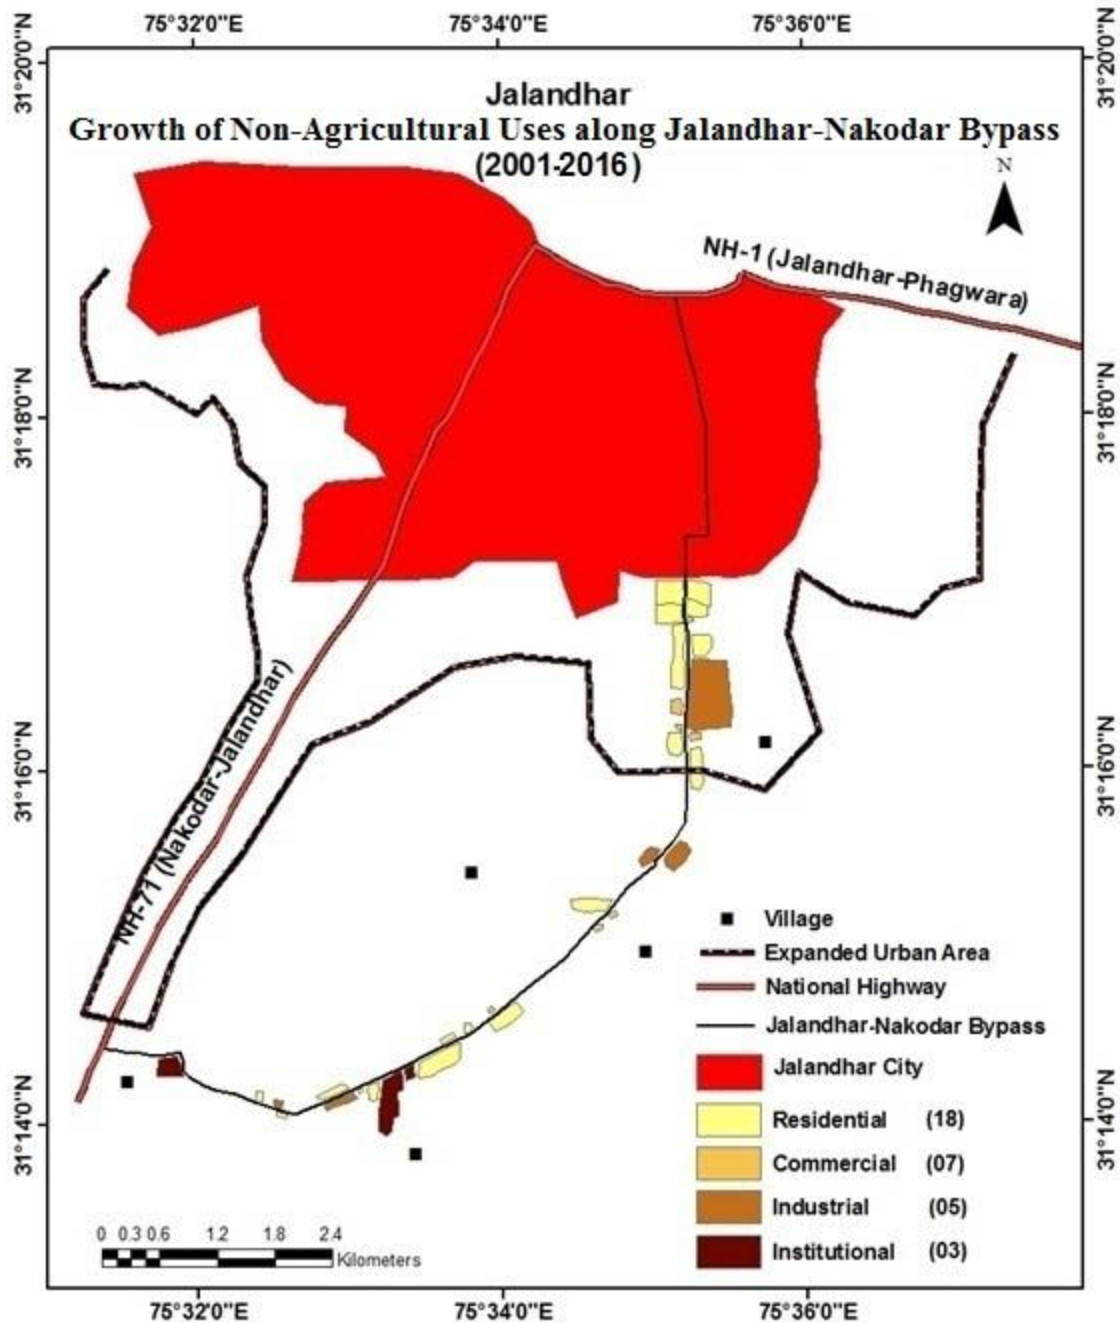 75°32'0"E 75°34'0"E 75°36'0"E
31°20'0"N 31°20'0"N
Jalandhar
Growth of Non-Agricultural Uses along Jalandhar-Nakodar Bypass
(2001-2016)
N
NH-1 (Jalandhar-Phagwara)
31°18'0"N 31°18'0"N
NH-71 (Nakodar-Jalandhar)
31°16'0"N 31°16'0"N
Village
Expanded Urban Area
National Highway
Jalandhar-Nakodar Bypass
Jalandhar City
Residential (18)
Commercial (07)
Industrial (05)
Institutional (03)
31°14'0"N 31°14'0"N
0 0.3 0.6 1.2 1.8 2.4
Kilometers
75°32'0"E 75°34'0"E 75°36'0"E